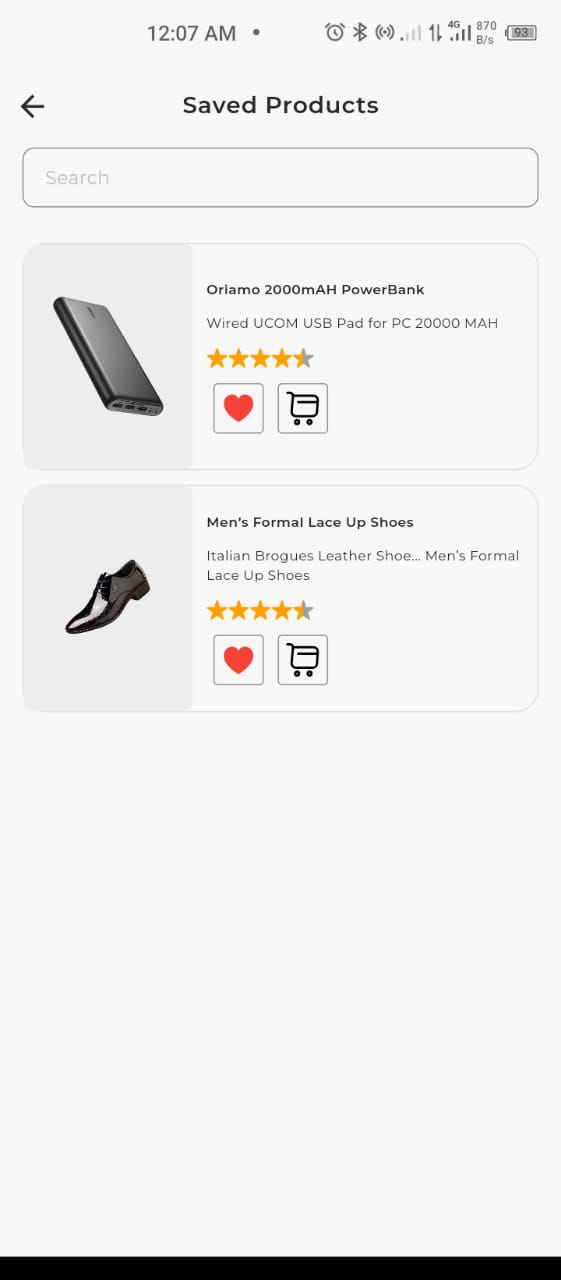 12:07 AM •
4G 870 B/s 93
Saved Products
Search
Oriamo 2000mAH PowerBank
Wired UCOM USB Pad for PC 20000 MAH
Men’s Formal Lace Up Shoes
Italian Brogues Leather Shoe... Men’s Formal
Lace Up Shoes